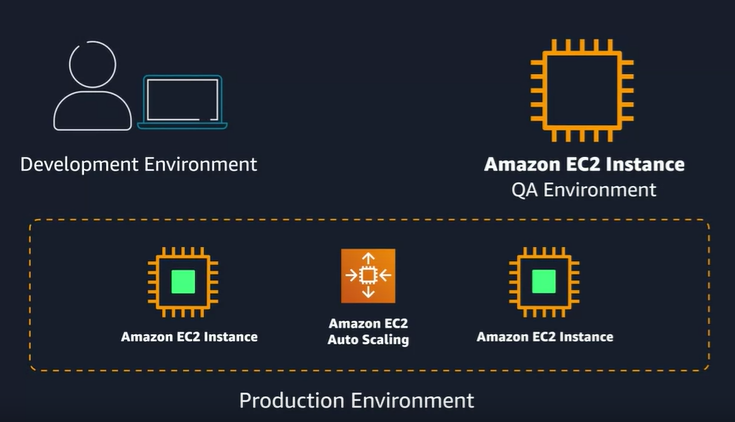 Development Environment
Amazon EC2 Instance
QA Environment
Amazon EC2 Instance
Amazon EC2
Auto Scaling
Amazon EC2 Instance
Production Environment